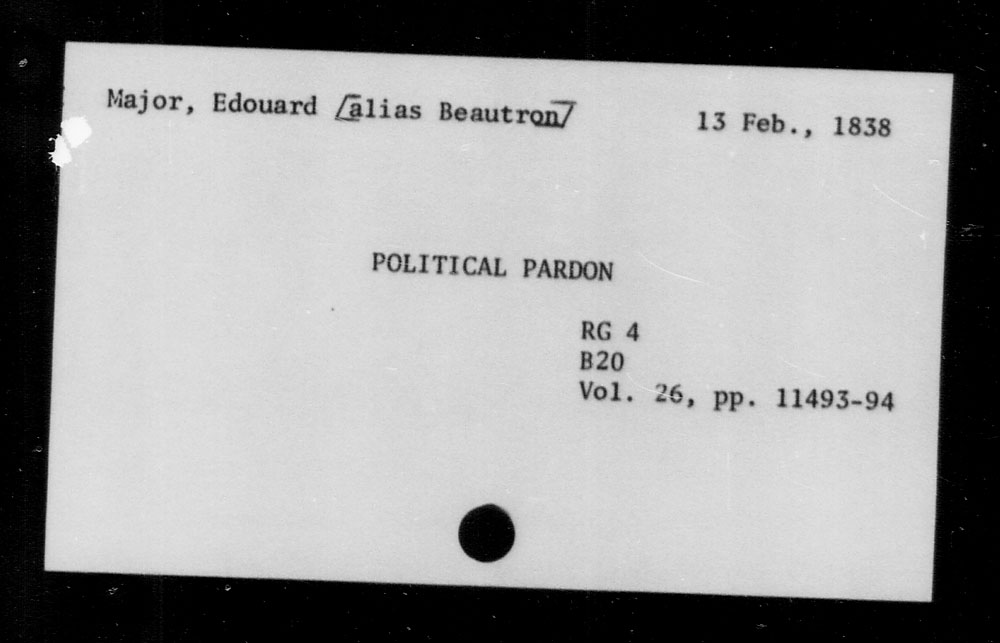 Major, Edouard [alias Beautron] 13 Feb., 1838
POLITICAL PARDON
RG 4
B20
Vol. 26, pp. 11493-94